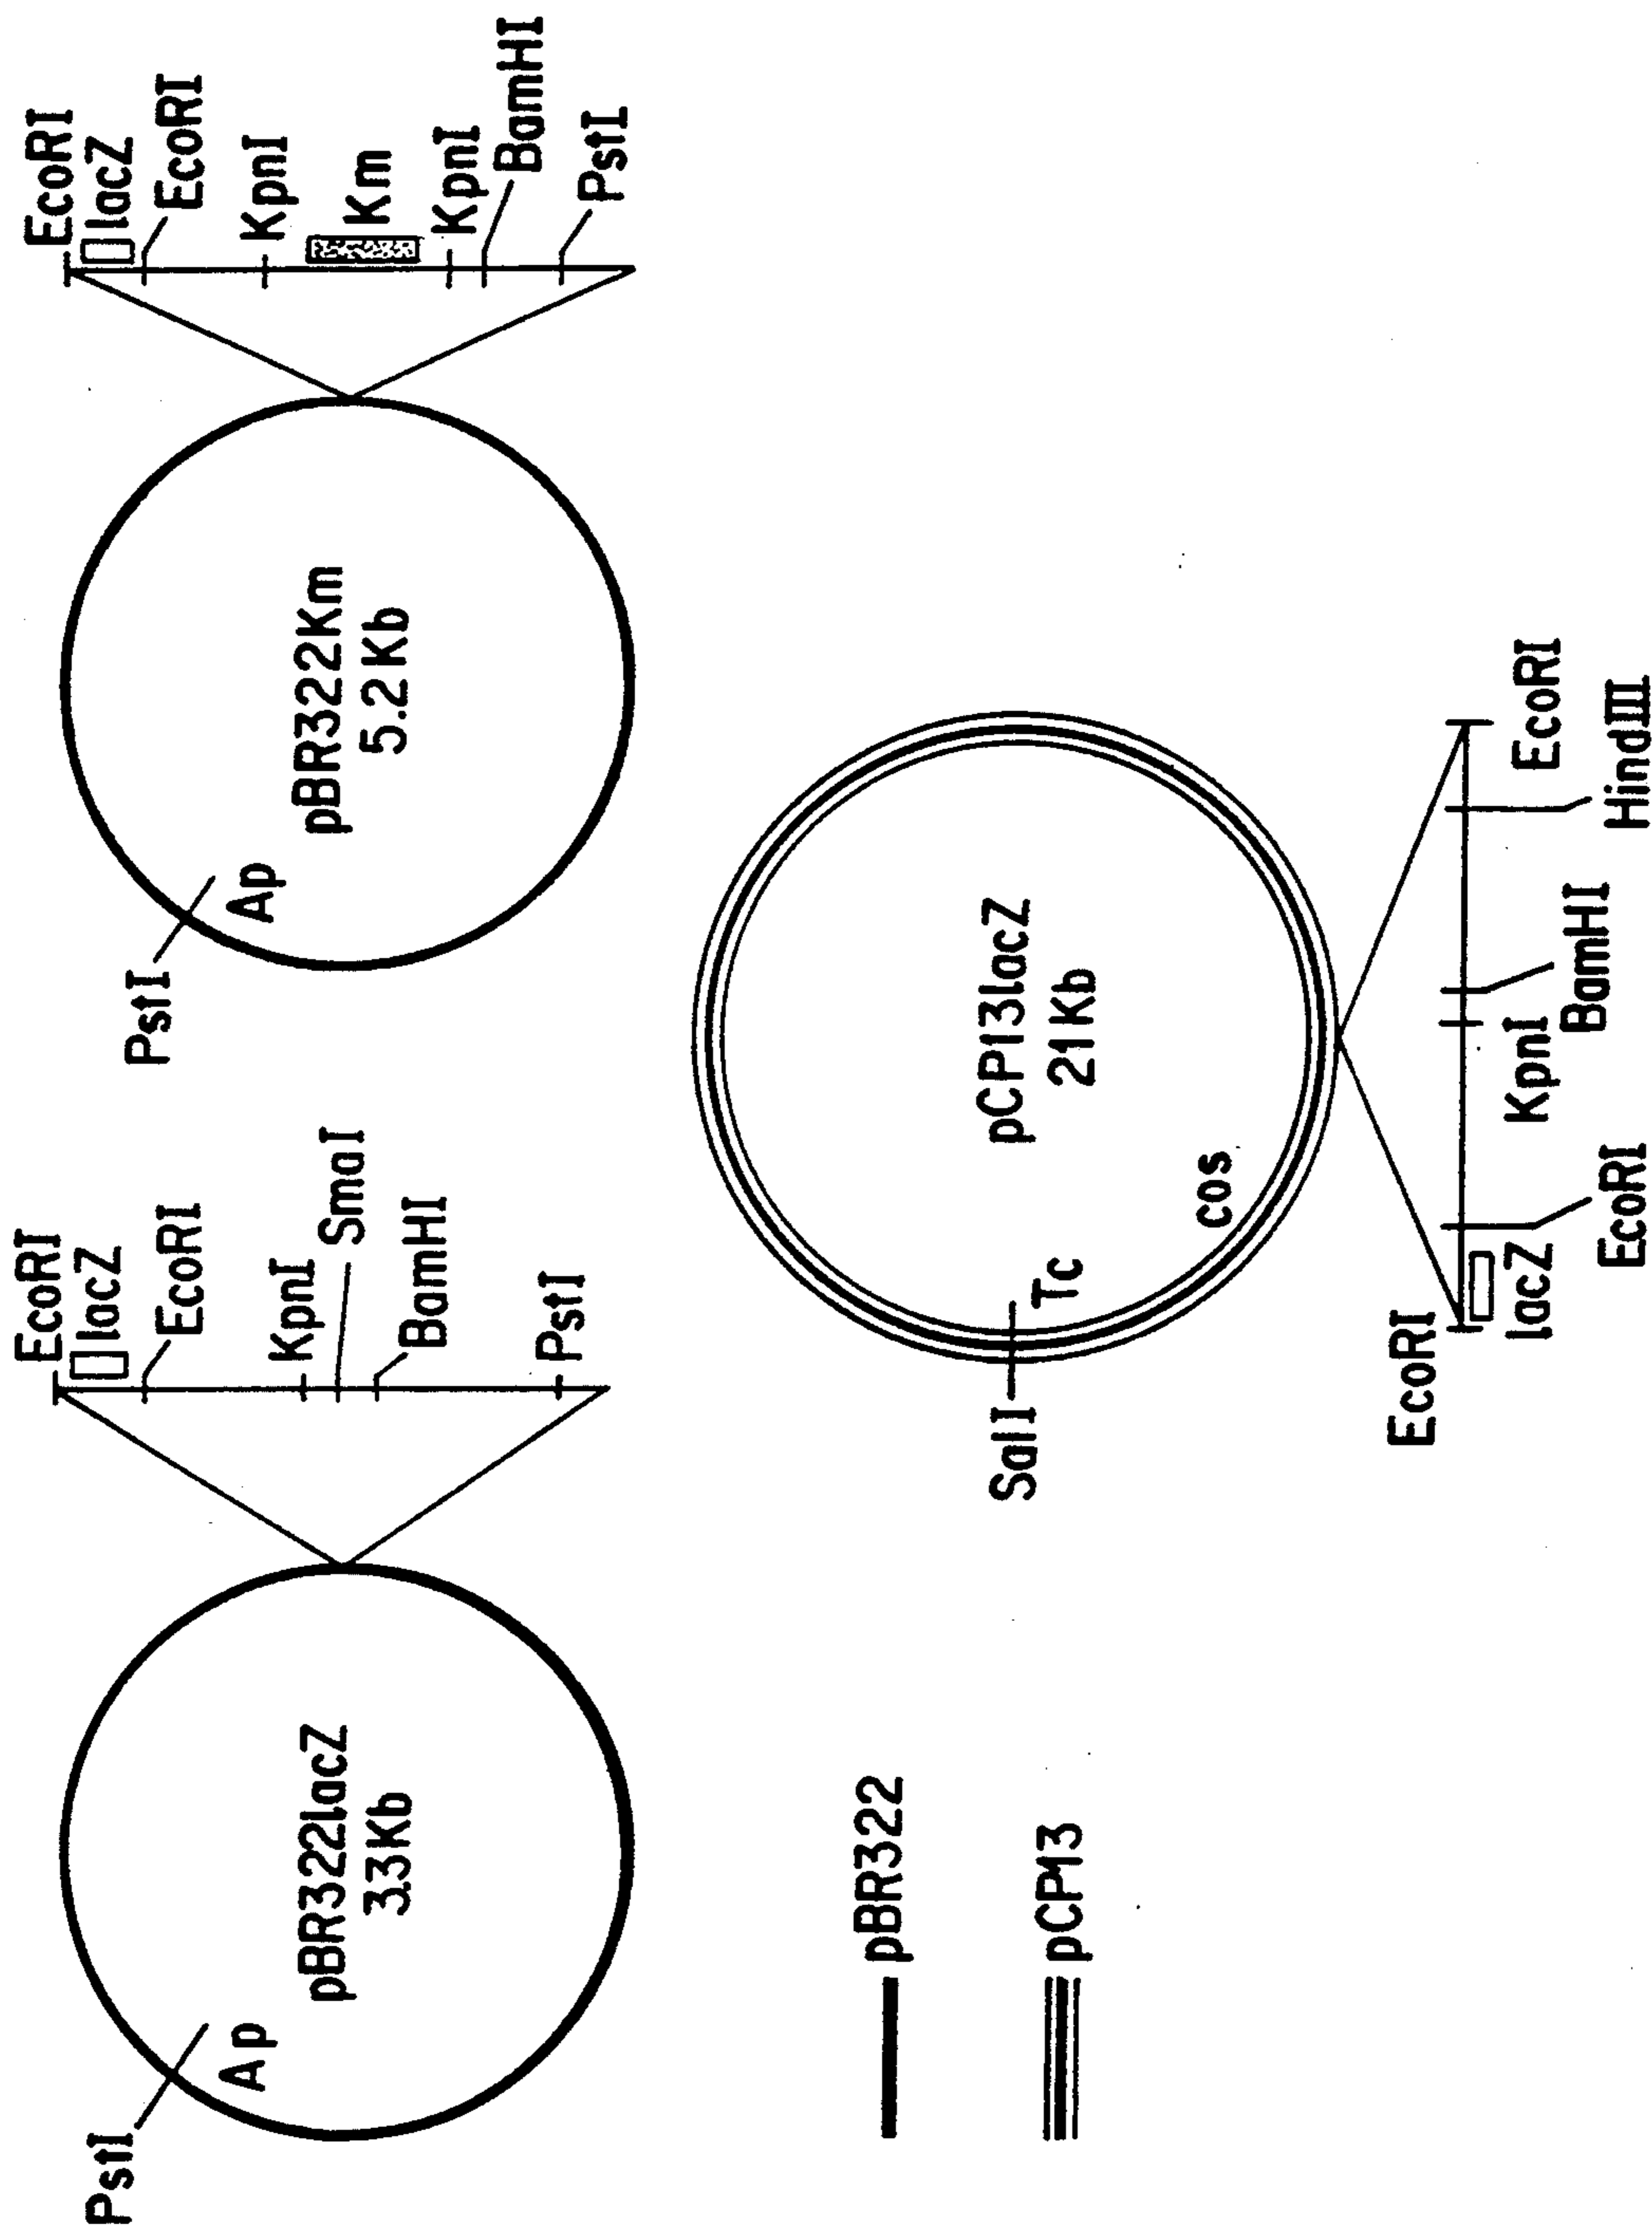 EcoRI
lacZ
EcoRI
KpnI
SmaI
BamHI
PstI
PstI
Ap
pBR322lacZ
3.3Kb
EcoRI
lacZ
EcoRI
KpnI
Km
KpnI
BamHI
PstI
PstI
Ap
pBR322Km
5.2Kb
pBR322
pCP13
SalI
Tc
cos
pCP13lacZ
21Kb
EcoRI
lacZ
EcoRI
KpnI
BamHI
HindIII
EcoRI